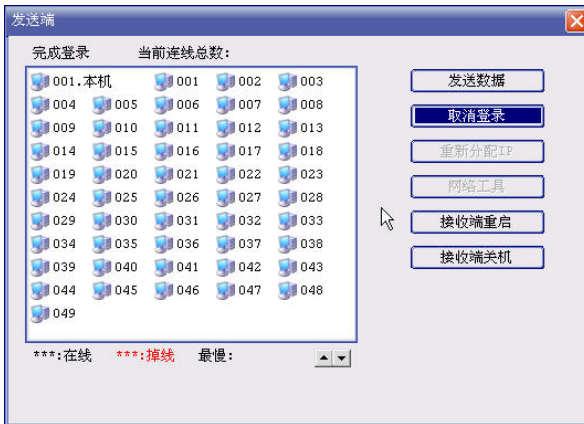 发送端
完成登录 当前连线总数:
001.本机 001 002 003
004 005 006 007 008
009 010 011 012 013
014 015 016 017 018
019 020 021 022 023
024 025 026 027 028
029 030 031 032 033
034 035 036 037 038
039 040 041 042 043
044 045 046 047 048
049
***:在线 ***:掉线 最慢:
发送数据
取消登录
重新分配IP
网络工具
接收端重启
接收端关机